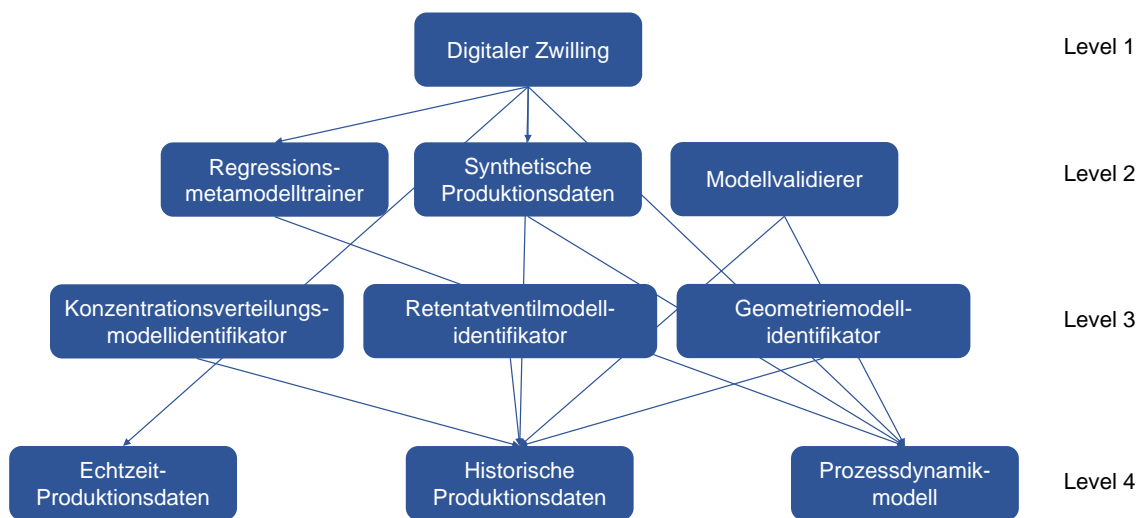 Digitaler Zwilling
Level 1
Regressions-
metamodelltrainer
Synthetische
Produktionsdaten
Modellvalidierer
Level 2
Konzentrationsverteilungs-
modellidentifikator
Retentatventilmodell-
identifikator
Geometriemodell-
identifikator
Level 3
Echtzeit-
Produktionsdaten
Historische
Produktionsdaten
Prozessdynamik-
modell
Level 4